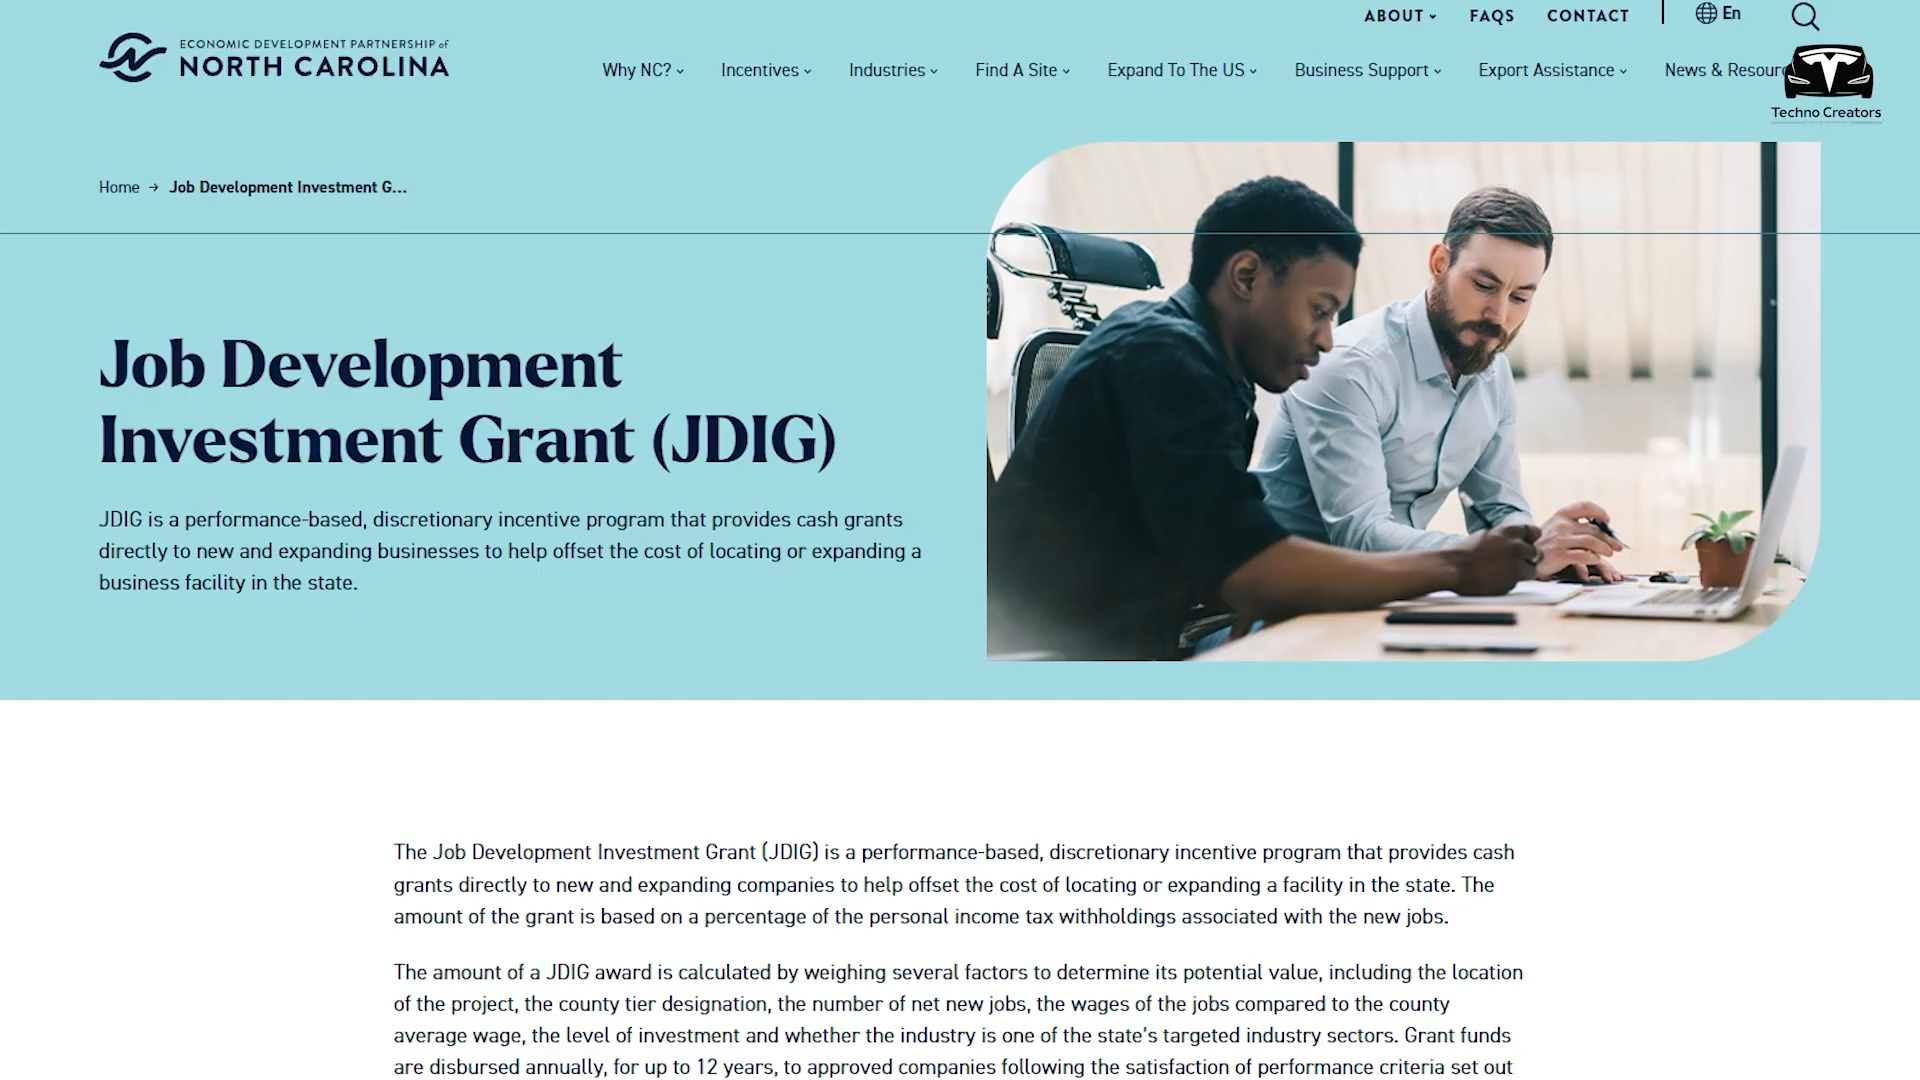 ABOUT FAQS CONTACT En
ECONOMIC DEVELOPMENT PARTNERSHIP of
NORTH CAROLINA
Why NC? Incentives Industries Find A Site Expand To The US Business Support Export Assistance News &
Techno Creators
Home → Job Development Investment G...
Job Development
Investment Grant (JDIG)
JDIG is a performance-based, discretionary incentive program that provides cash grants
directly to new and expanding businesses to help offset the cost of locating or expanding a
business facility in the state.
The Job Development Investment Grant (JDIG) is a performance-based, discretionary incentive program that provides cash
grants directly to new and expanding companies to help offset the cost of locating or expanding a facility in the state. The
amount of the grant is based on a percentage of the personal income tax withholdings associated with the new jobs.
The amount of a JDIG award is calculated by weighing several factors to determine its potential value, including the location
of the project, the county tier designation, the number of net new jobs, the wages of the jobs compared to the county
average wage, the level of investment and whether the industry is one of the state's targeted industry sectors. Grant funds
are disbursed annually, for up to 12 years, to approved companies following the satisfaction of performance criteria set out